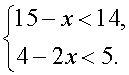 15 − x < 14,
4 − 2x < 5.